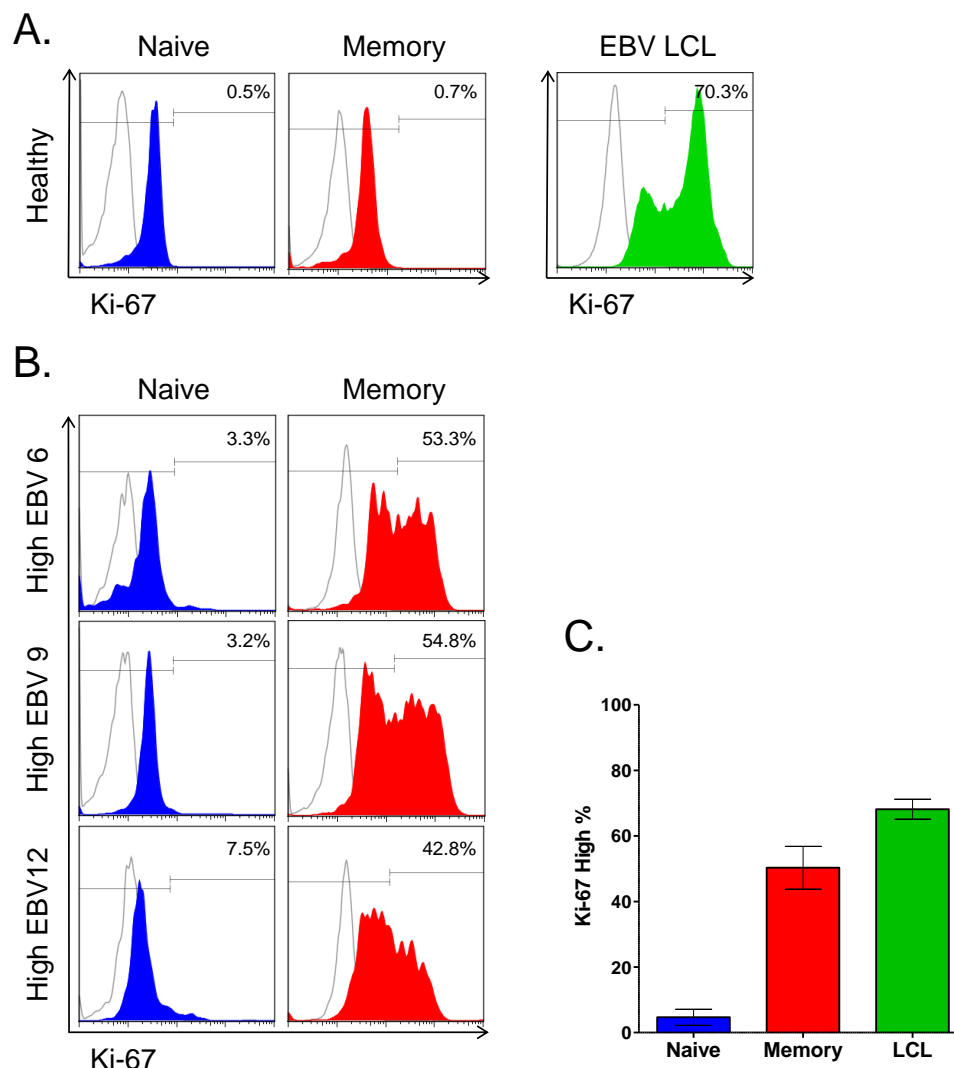 A.
Naive Memory EBV LCL
Healthy
0.5% 0.7% 70.3%
Ki-67 Ki-67
B.
Naive Memory
High EBV 6
3.3% 53.3%
High EBV 9
3.2% 54.8%
High EBV12
7.5% 42.8%
Ki-67
C.
Ki-67 High %
100
80
60
40
20
0
Naive Memory LCL